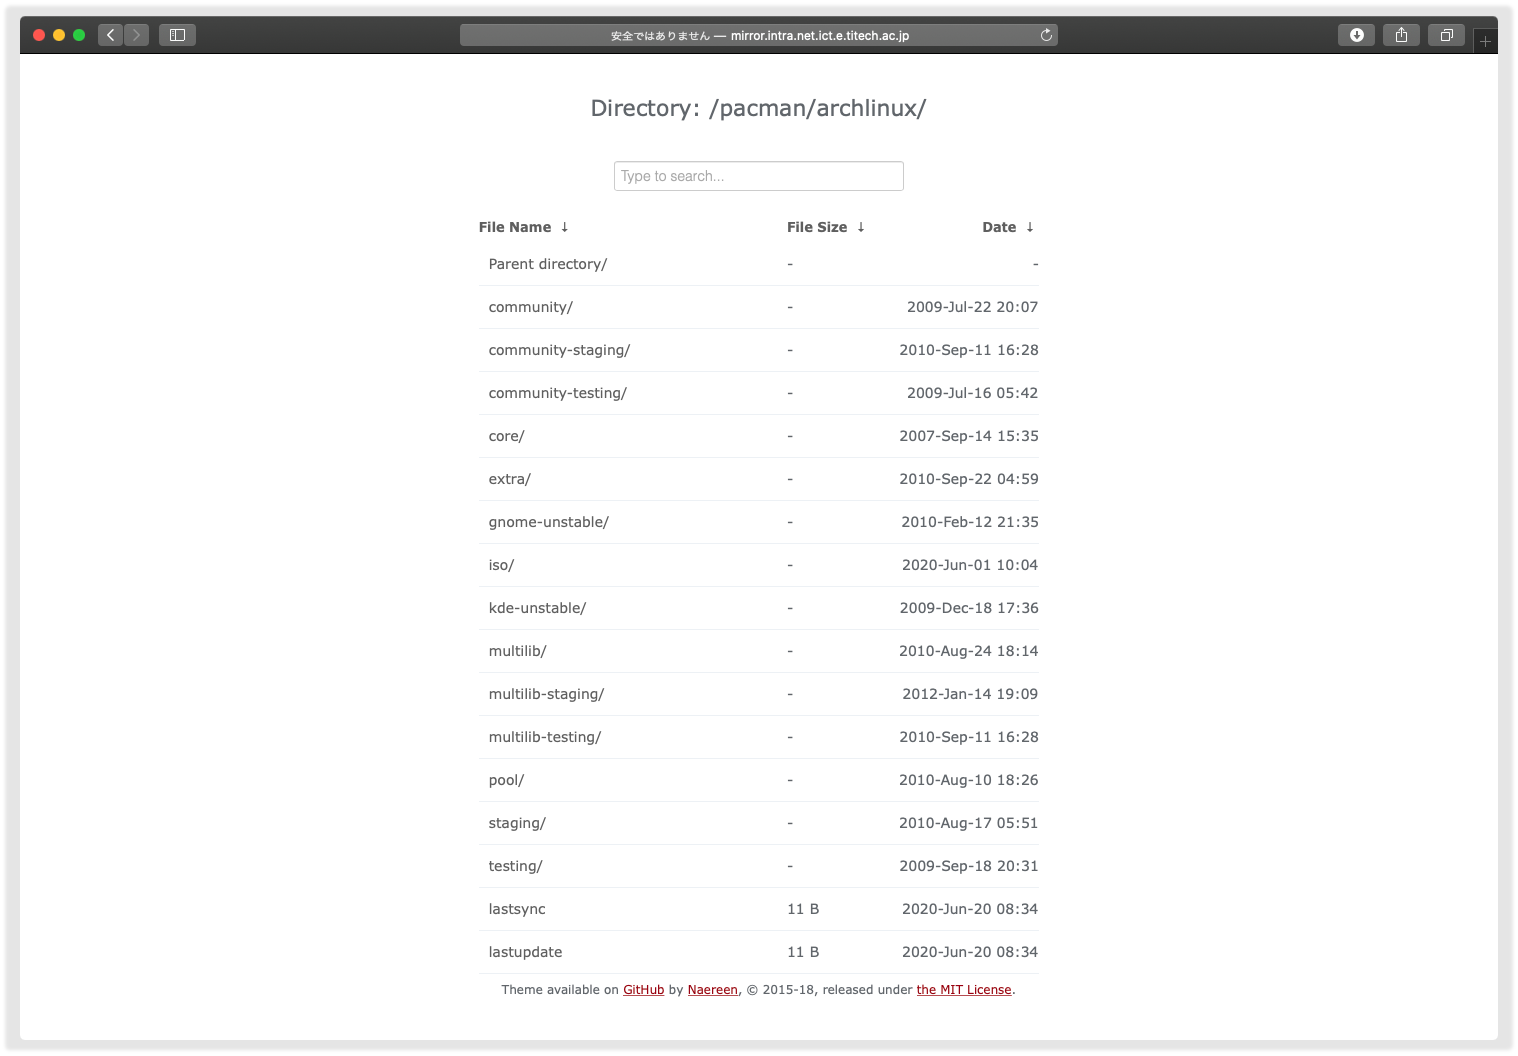 安全ではありません — mirror.intra.net.ict.e.titech.ac.jp
Directory: /pacman/archlinux/
Type to search...
File Name ↓ File Size ↓ Date ↓
Parent directory/ - -
community/ - 2009-Jul-22 20:07
community-staging/ - 2010-Sep-11 16:28
community-testing/ - 2009-Jul-16 05:42
core/ - 2007-Sep-14 15:35
extra/ - 2010-Sep-22 04:59
gnome-unstable/ - 2010-Feb-12 21:35
iso/ - 2020-Jun-01 10:04
kde-unstable/ - 2009-Dec-18 17:36
multilib/ - 2010-Aug-24 18:14
multilib-staging/ - 2012-Jan-14 19:09
multilib-testing/ - 2010-Sep-11 16:28
pool/ - 2010-Aug-10 18:26
staging/ - 2010-Aug-17 05:51
testing/ - 2009-Sep-18 20:31
lastsync 11 B 2020-Jun-20 08:34
lastupdate 11 B 2020-Jun-20 08:34
Theme available on GitHub by Naereen, © 2015-18, released under the MIT License.